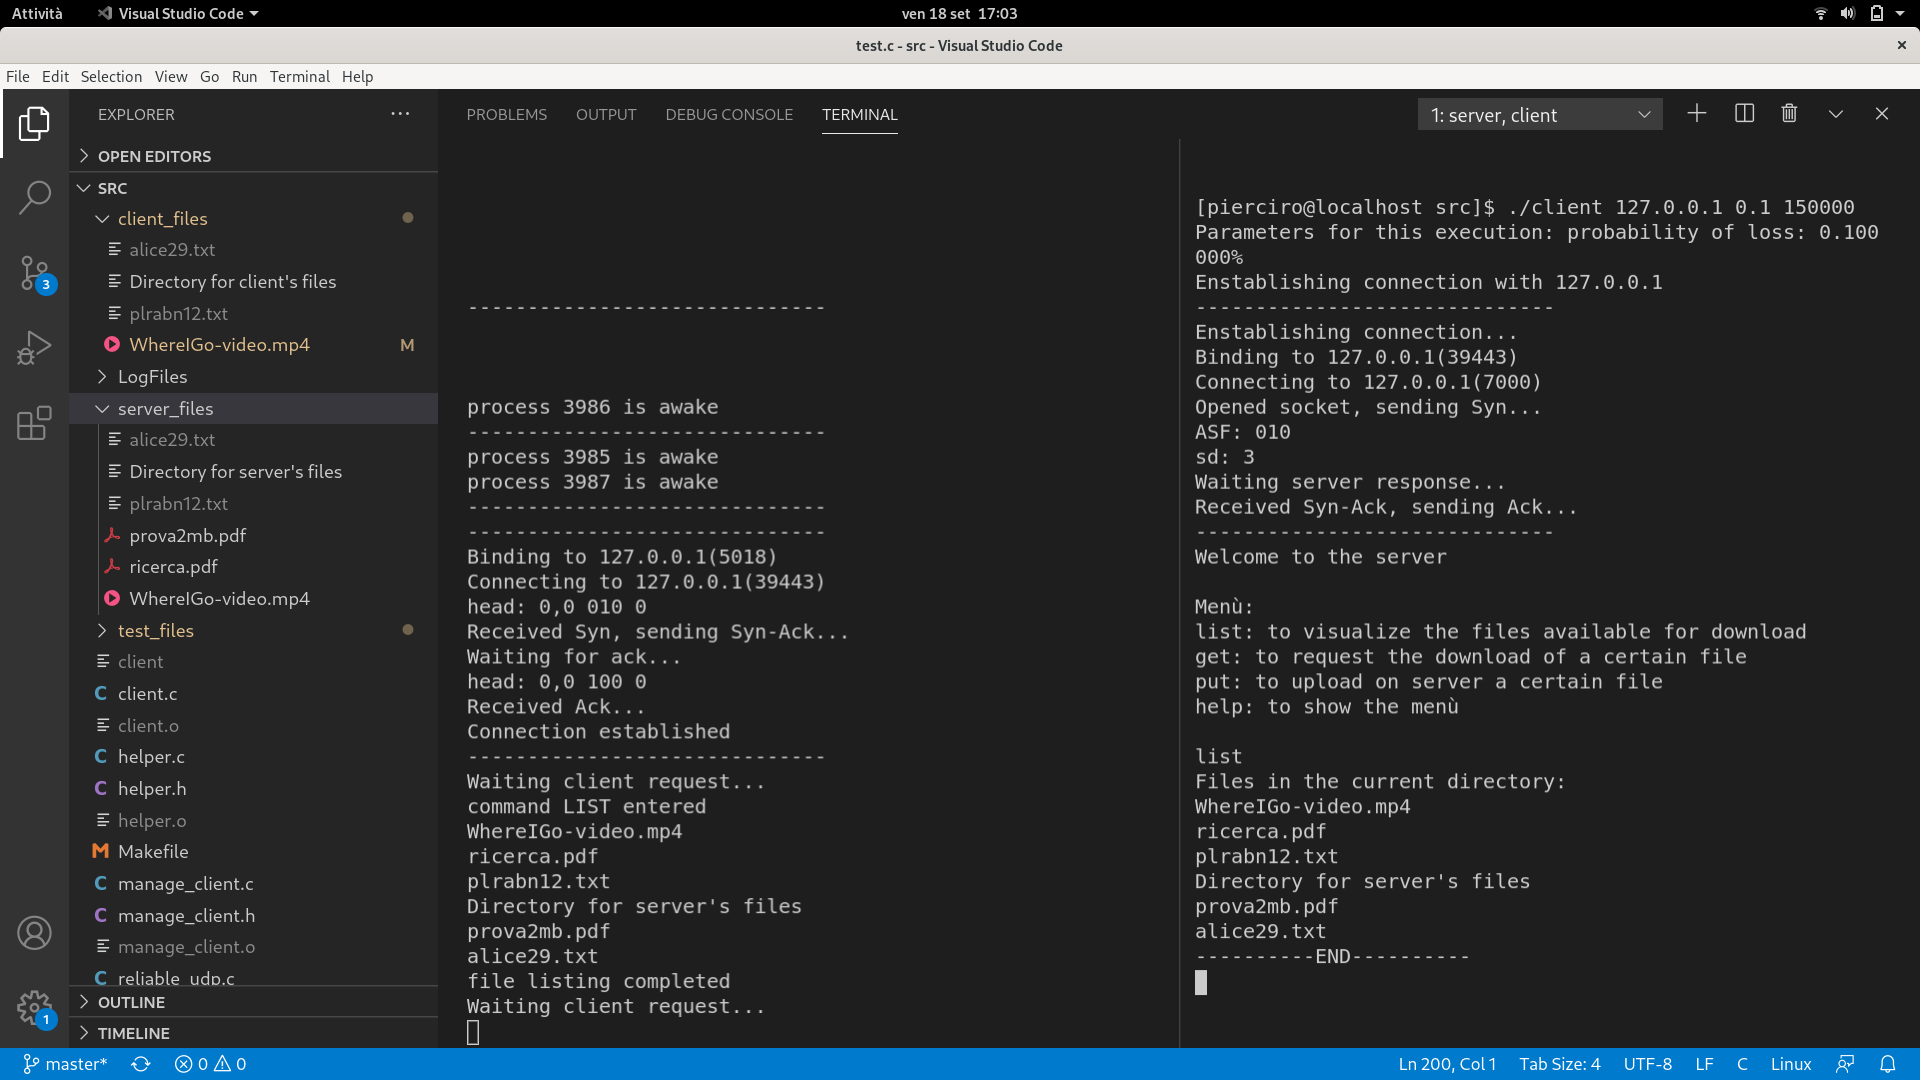 Attività
Visual Studio Code
ven 18 set 17:03
test.c - src - Visual Studio Code
File Edit Selection View Go Run Terminal Help
EXPLORER
OPEN EDITORS
SRC
client_files
alice29.txt
Directory for client's files
plrabn12.txt
WhereIGo-video.mp4 M
LogFiles
server_files
alice29.txt
Directory for server's files
plrabn12.txt
prova2mb.pdf
ricerca.pdf
WhereIGo-video.mp4
test_files
client
C client.c
client.o
C helper.c
C helper.h
helper.o
M Makefile
C manage_client.c
C manage_client.h
manage_client.o
C reliable_udp.c
OUTLINE
TIMELINE
3
1
PROBLEMS OUTPUT DEBUG CONSOLE TERMINAL
1: server, client
------------------------------
process 3986 is awake
------------------------------
process 3985 is awake
process 3987 is awake
------------------------------
------------------------------
Binding to 127.0.0.1(5018)
Connecting to 127.0.0.1(39443)
head: 0,0 010 0
Received Syn, sending Syn-Ack...
Waiting for ack...
head: 0,0 100 0
Received Ack...
Connection established
------------------------------
Waiting client request...
command LIST entered
WhereIGo-video.mp4
ricerca.pdf
plrabn12.txt
Directory for server's files
prova2mb.pdf
alice29.txt
file listing completed
Waiting client request...
[pierciro@localhost src]$ ./client 127.0.0.1 0.1 150000
Parameters for this execution: probability of loss: 0.100
000%
Enstablishing connection with 127.0.0.1
------------------------------
Enstablishing connection...
Binding to 127.0.0.1(39443)
Connecting to 127.0.0.1(7000)
Opened socket, sending Syn...
ASF: 010
sd: 3
Waiting server response...
Received Syn-Ack, sending Ack...
------------------------------
Welcome to the server
Menù:
list: to visualize the files available for download
get: to request the download of a certain file
put: to upload on server a certain file
help: to show the menù
list
Files in the current directory:
WhereIGo-video.mp4
ricerca.pdf
plrabn12.txt
Directory for server's files
prova2mb.pdf
alice29.txt
----------END----------
master* 0 0
Ln 200, Col 1 Tab Size: 4 UTF-8 LF C Linux